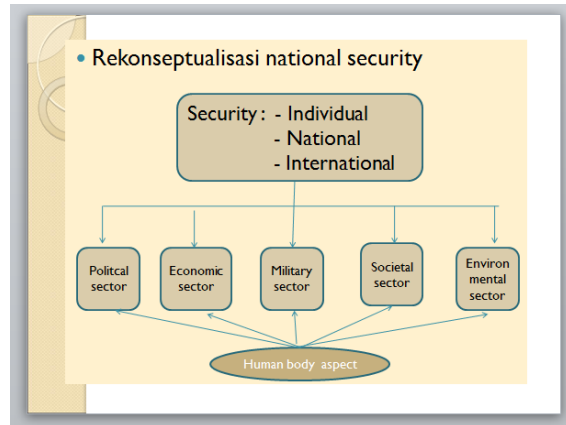 • Rekonseptualisasi national security
Security : - Individual
- National
- International
Politcal
sector
Economic
sector
Military
sector
Societal
sector
Environ
mental
sector
Human body aspect